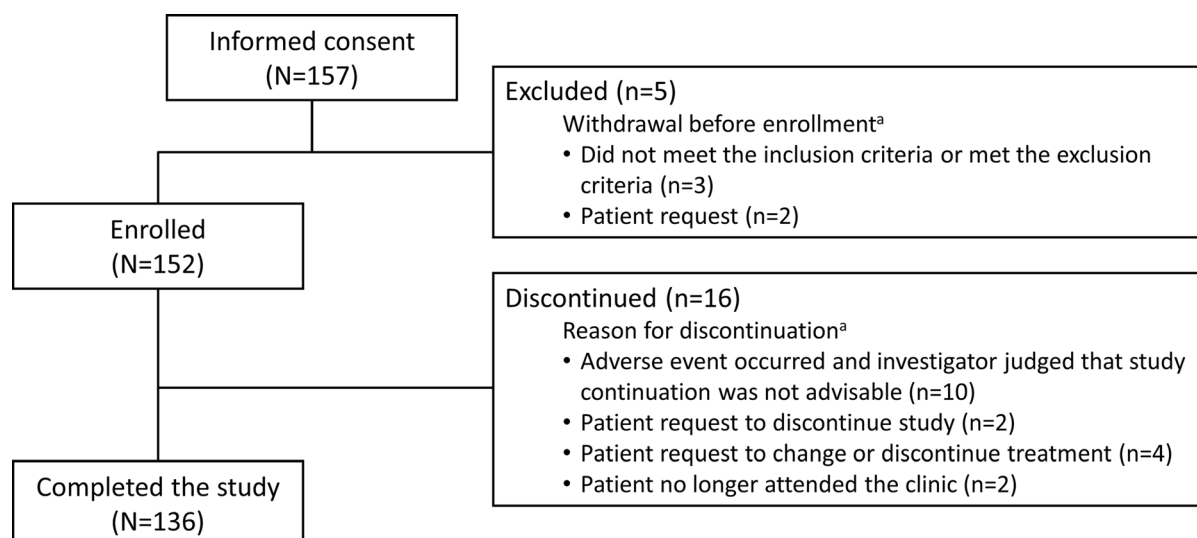 Informed consent
(N=157)
Excluded (n=5)
Withdrawal before enrollmentᵃ
• Did not meet the inclusion criteria or met the exclusion
criteria (n=3)
• Patient request (n=2)
Enrolled
(N=152)
Discontinued (n=16)
Reason for discontinuationᵃ
• Adverse event occurred and investigator judged that study
continuation was not advisable (n=10)
• Patient request to discontinue study (n=2)
• Patient request to change or discontinue treatment (n=4)
• Patient no longer attended the clinic (n=2)
Completed the study
(N=136)